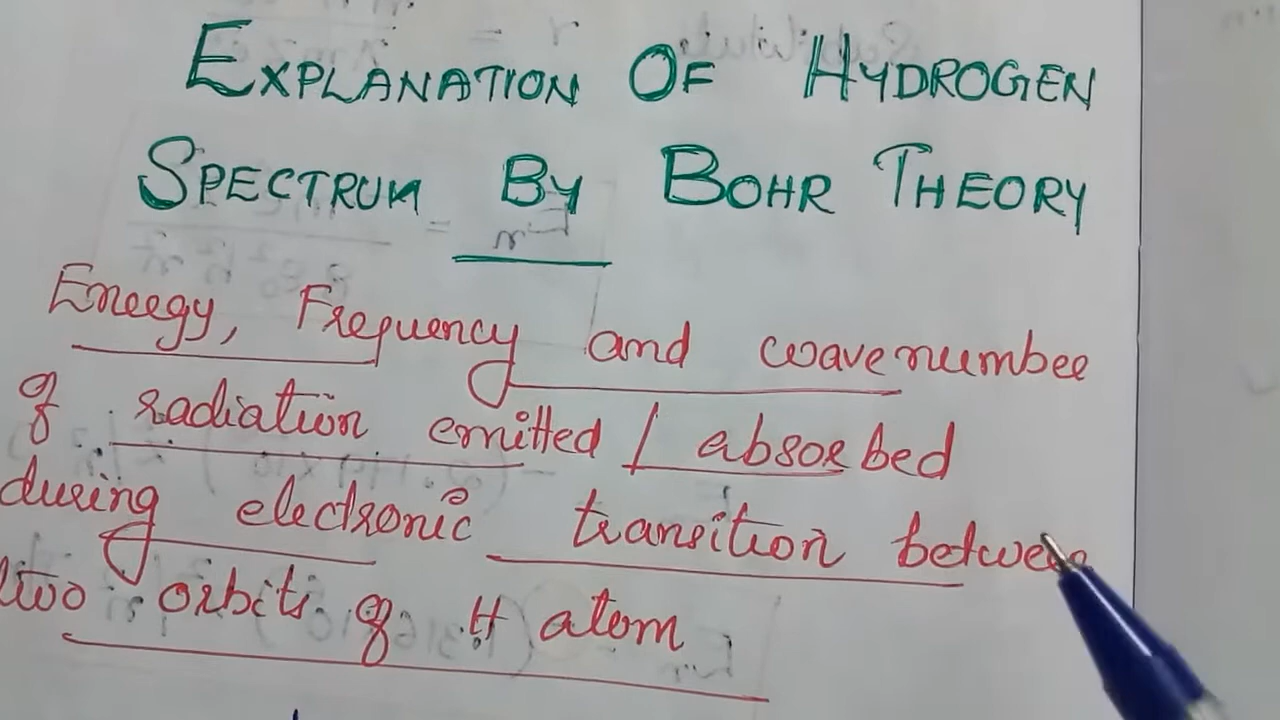 EXPLANATION OF HYDROGEN
SPECTRUM BY BOHR THEORY
Energy, Frequency and wavenumber
of radiation emitted / absorbed
during electronic transition between
two orbits of H atom